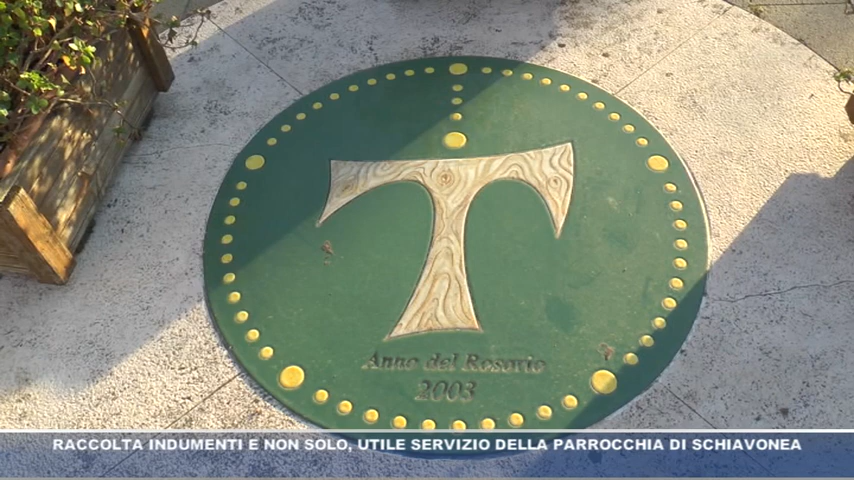 Anno del Rosario
2003
RACCOLTA INDUMENTI E NON SOLO, UTILE SERVIZIO DELLA PARROCCHIA DI SCHIAVONEA